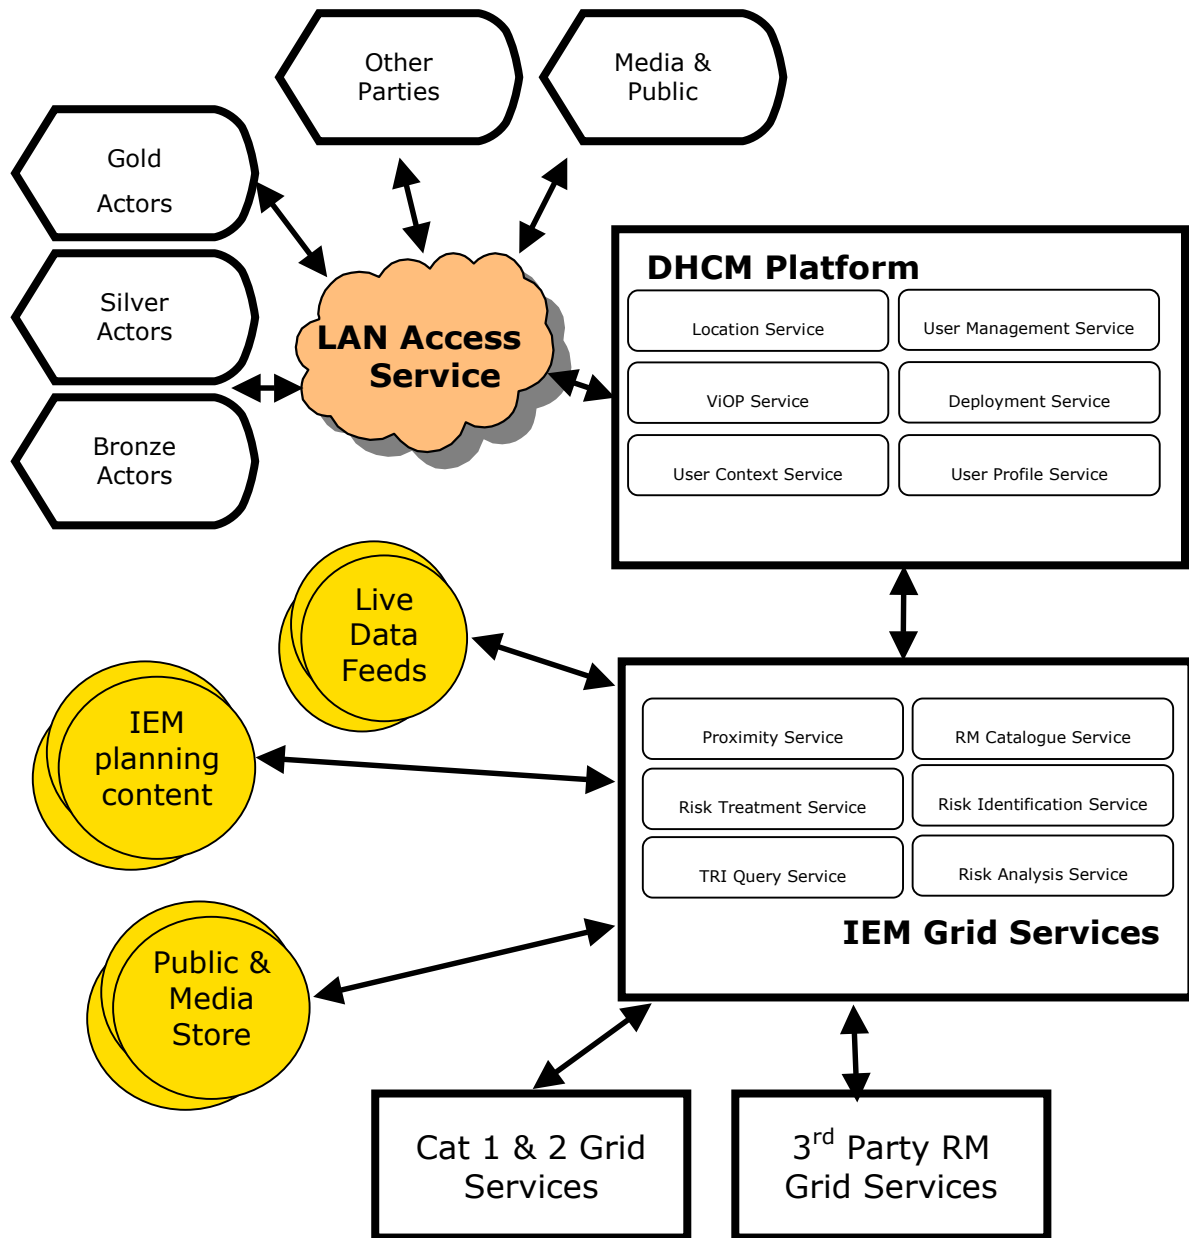 Other
Parties
Media &
Public
Gold
Actors
Silver
Actors
Bronze
Actors
LAN Access
Service
DHCM Platform
Location Service
User Management Service
ViOP Service
Deployment Service
User Context Service
User Profile Service
Live
Data
Feeds
IEM
planning
content
Public &
Media
Store
Proximity Service
RM Catalogue Service
Risk Treatment Service
Risk Identification Service
TRI Query Service
Risk Analysis Service
IEM Grid Services
Cat 1 & 2 Grid
Services
3rd Party RM
Grid Services